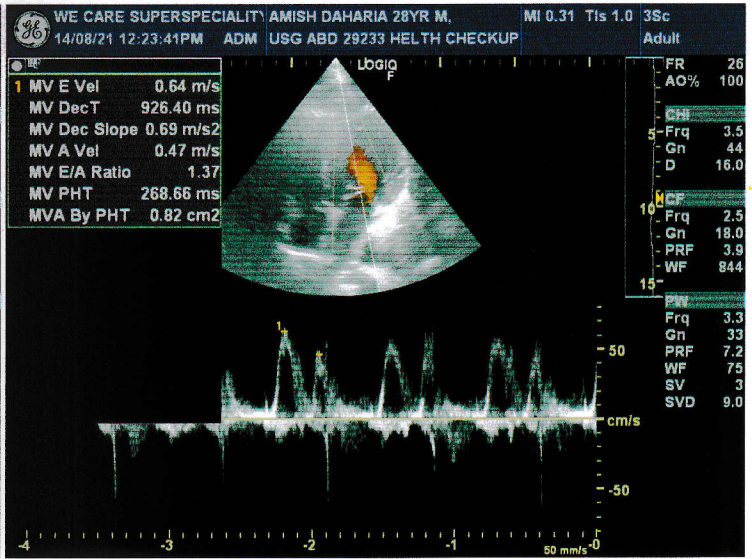 WE CARE SUPERSPECIALITY
AMISH DAHARIA 28YR M,
MI 0.31 TIs 1.0
3Sc
14/08/21 12:23:41PM ADM
USG ABD 29233 HELTH CHECKUP
Adult
1 MV E Vel 0.64 m/s
MV DecT 926.40 ms
MV Dec Slope 0.69 m/s2
MV A Vel 0.47 m/s
MV E/A Ratio 1.37
MV PHT 268.66 ms
MVA By PHT 0.82 cm2
LOGIQ
F
FR 26
AO% 100
CHI
Frq 3.5
Gn 44
D 16.0
CF
Frq 2.5
Gn 18.0
PRF 3.9
WF 844
PW
Frq 3.3
Gn 33
PRF 7.2
WF 75
SV 3
SVD 9.0
5
10
15
1
50
cm/s
-50
-4 -3 -2 -1 -0
50 mm/s